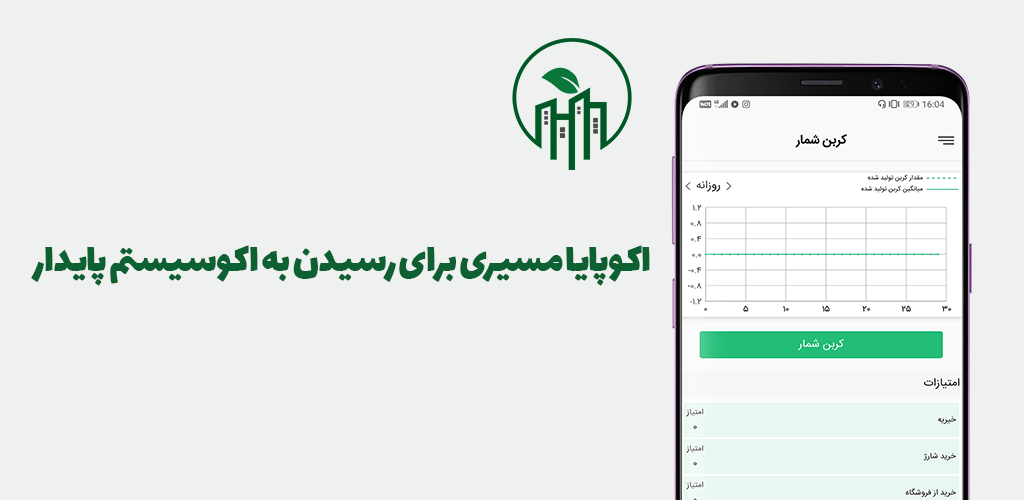 اکوپایا مسیری برای رسیدن به اکوسیستم پایدار
16:04
کربن شمار
مقدار کربن تولید شده
میانگین کربن تولید شده
روزانه
۱.۲
۰.۸
۰.۴
۰.۰
-۰.۴
-۰.۸
-۱.۲
۰ ۵ ۱۰ ۱۵ ۲۰ ۲۵ ۳۰
کربن شمار
امتیازات
خیریه
امتیاز
۰
خرید شارژ
امتیاز
۰
خرید از فروشگاه
امتیاز